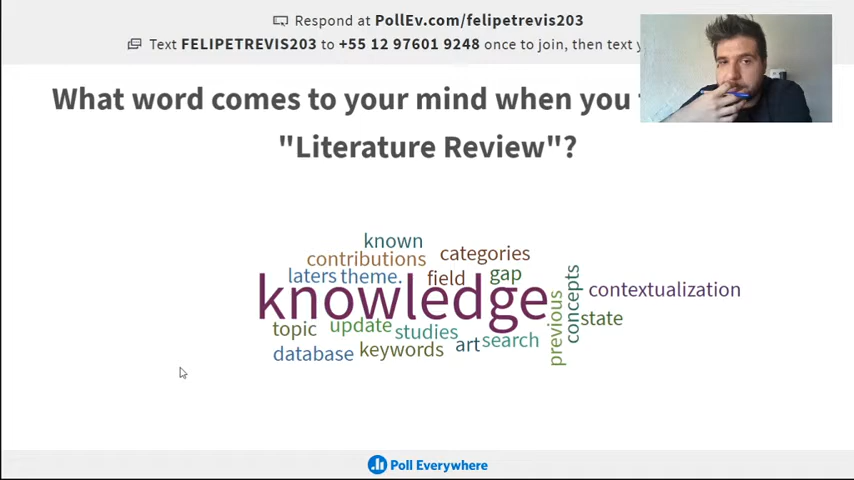 Respond at PollEv.com/felipetrevis203
Text FELIPETREVIS203 to +55 12 97601 9248 once to join, then text
What word comes to your mind when you
"Literature Review"?
known
contributions categories
laters theme. field gap
knowledge
contextualization
previous
concepts
state
topic update studies
database keywords art search
Poll Everywhere